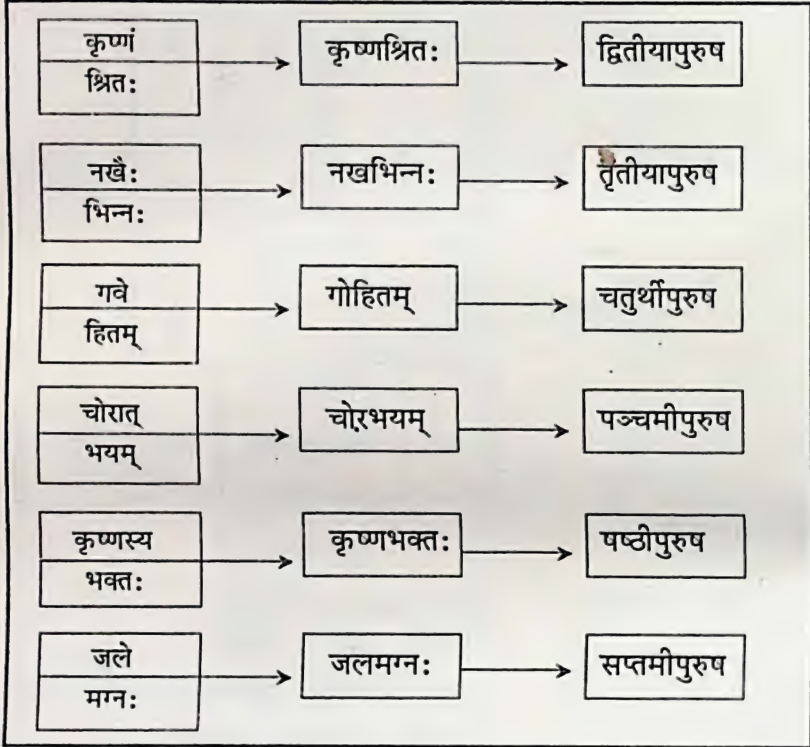 कृष्णं
श्रितः
कृष्णश्रितः
द्वितीयापुरुष
नखैः
भिन्नः
नखभिन्नः
तृतीयापुरुष
गवे
हितम्
गोहितम्
चतुर्थीपुरुष
चोरात्
भयम्
चोरभयम्
पञ्चमीपुरुष
कृष्णस्य
भक्तः
कृष्णभक्तः
षष्ठीपुरुष
जले
मग्नः
जलमग्नः
सप्तमीपुरुष